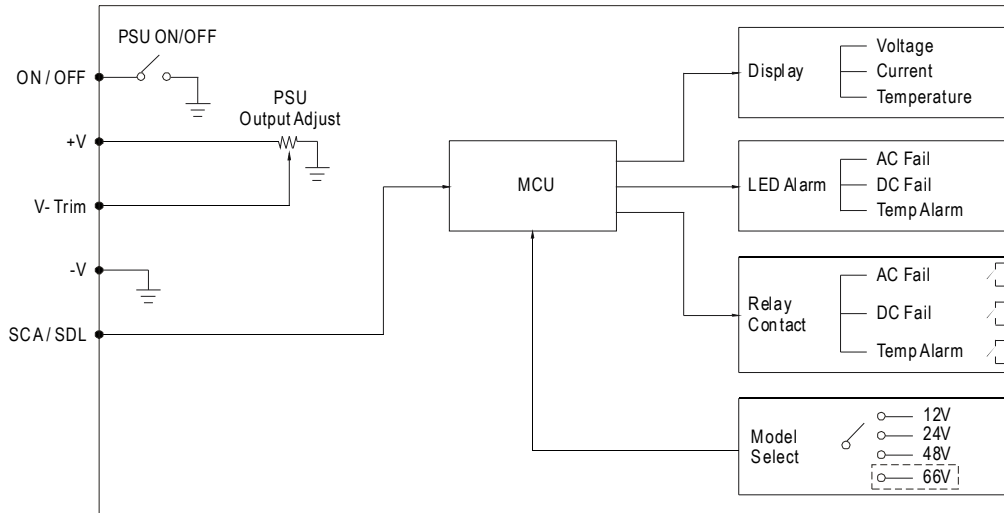 PSU ON/OFF
ON / OFF
PSU
Output Adjust
+V
V- Trim
-V
SCA / SDL
MCU
Display
Voltage
Current
Temperature
LED Alarm
AC Fail
DC Fail
Temp Alarm
Relay
Contact
AC Fail
DC Fail
Temp Alarm
Model
Select
12V
24V
48V
66V